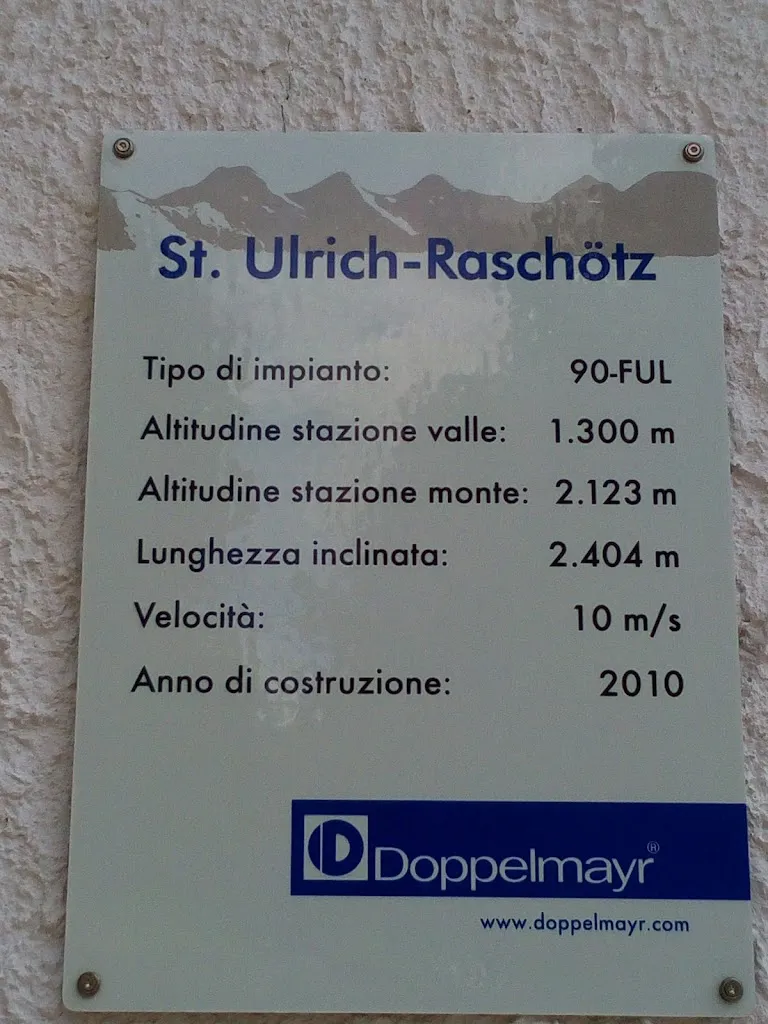 St. Ulrich-Raschötz
Tipo di impianto: 90-FUL
Altitudine stazione valle: 1.300 m
Altitudine stazione monte: 2.123 m
Lunghezza inclinata: 2.404 m
Velocità: 10 m/s
Anno di costruzione: 2010
D Doppelmayr®
www.doppelmayr.com